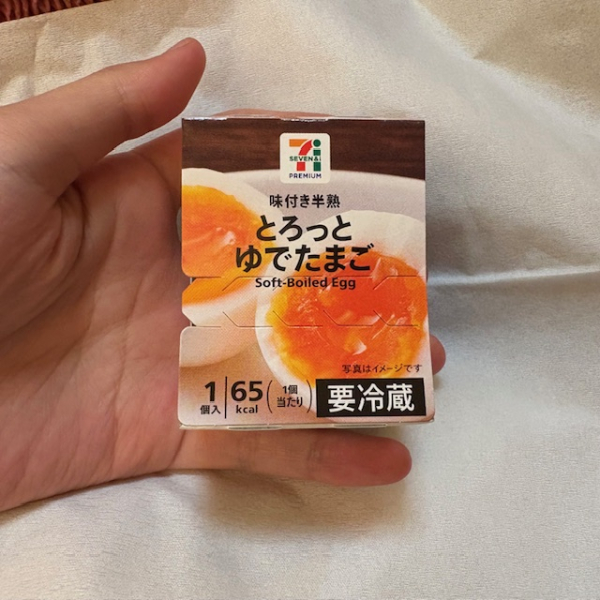 SEVEN&i
PREMIUM
味付き半熟
とろっと
ゆでたまご
Soft-Boiled Egg
写真はイメージです
1
個入
65
kcal
(1個
当たり)
要冷蔵